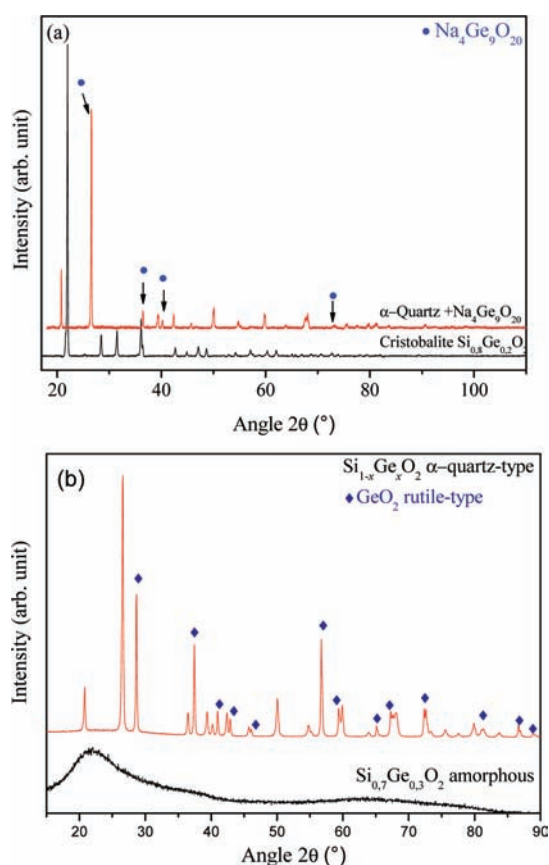 (a)
Na₄Ge₉O₂₀
Intensity (arb. unit)
α-Quartz +Na₄Ge₉O₂₀
Cristobalite Si₀,₈Ge₀,₂O₂
20 40 60 80 100
Angle 2θ (°)
(b)
Si₁₋ₓGeₓO₂ α−quartz-type
GeO₂ rutile-type
Intensity (arb. unit)
Si₀,₇Ge₀,₃O₂ amorphous
20 30 40 50 60 70 80 90
Angle 2θ (°)